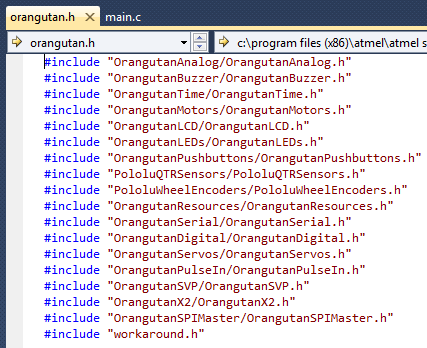 orangutan.h main.c
orangutan.h c:\program files (x86)\atmel\atmel s
#include "OrangutanAnalog/OrangutanAnalog.h"
#include "OrangutanBuzzer/OrangutanBuzzer.h"
#include "OrangutanTime/OrangutanTime.h"
#include "OrangutanMotors/OrangutanMotors.h"
#include "OrangutanLCD/OrangutanLCD.h"
#include "OrangutanLEDs/OrangutanLEDs.h"
#include "OrangutanPushbuttons/OrangutanPushbuttons.h"
#include "PololuQTRSensors/PololuQTRSensors.h"
#include "PololuWheelEncoders/PololuWheelEncoders.h"
#include "OrangutanResources/OrangutanResources.h"
#include "OrangutanSerial/OrangutanSerial.h"
#include "OrangutanDigital/OrangutanDigital.h"
#include "OrangutanServos/OrangutanServos.h"
#include "OrangutanPulseIn/OrangutanPulseIn.h"
#include "OrangutanSVP/OrangutanSVP.h"
#include "OrangutanX2/OrangutanX2.h"
#include "OrangutanSPIMaster/OrangutanSPIMaster.h"
#include "workaround.h"